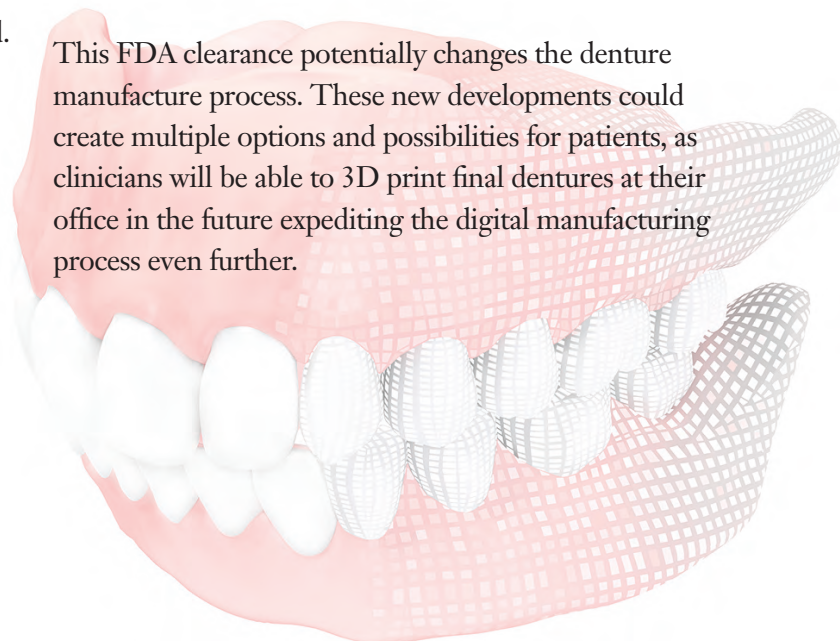 This FDA clearance potentially changes the denture
manufacture process. These new developments could
create multiple options and possibilities for patients, as
clinicians will be able to 3D print final dentures at their
office in the future expediting the digital manufacturing
process even further.